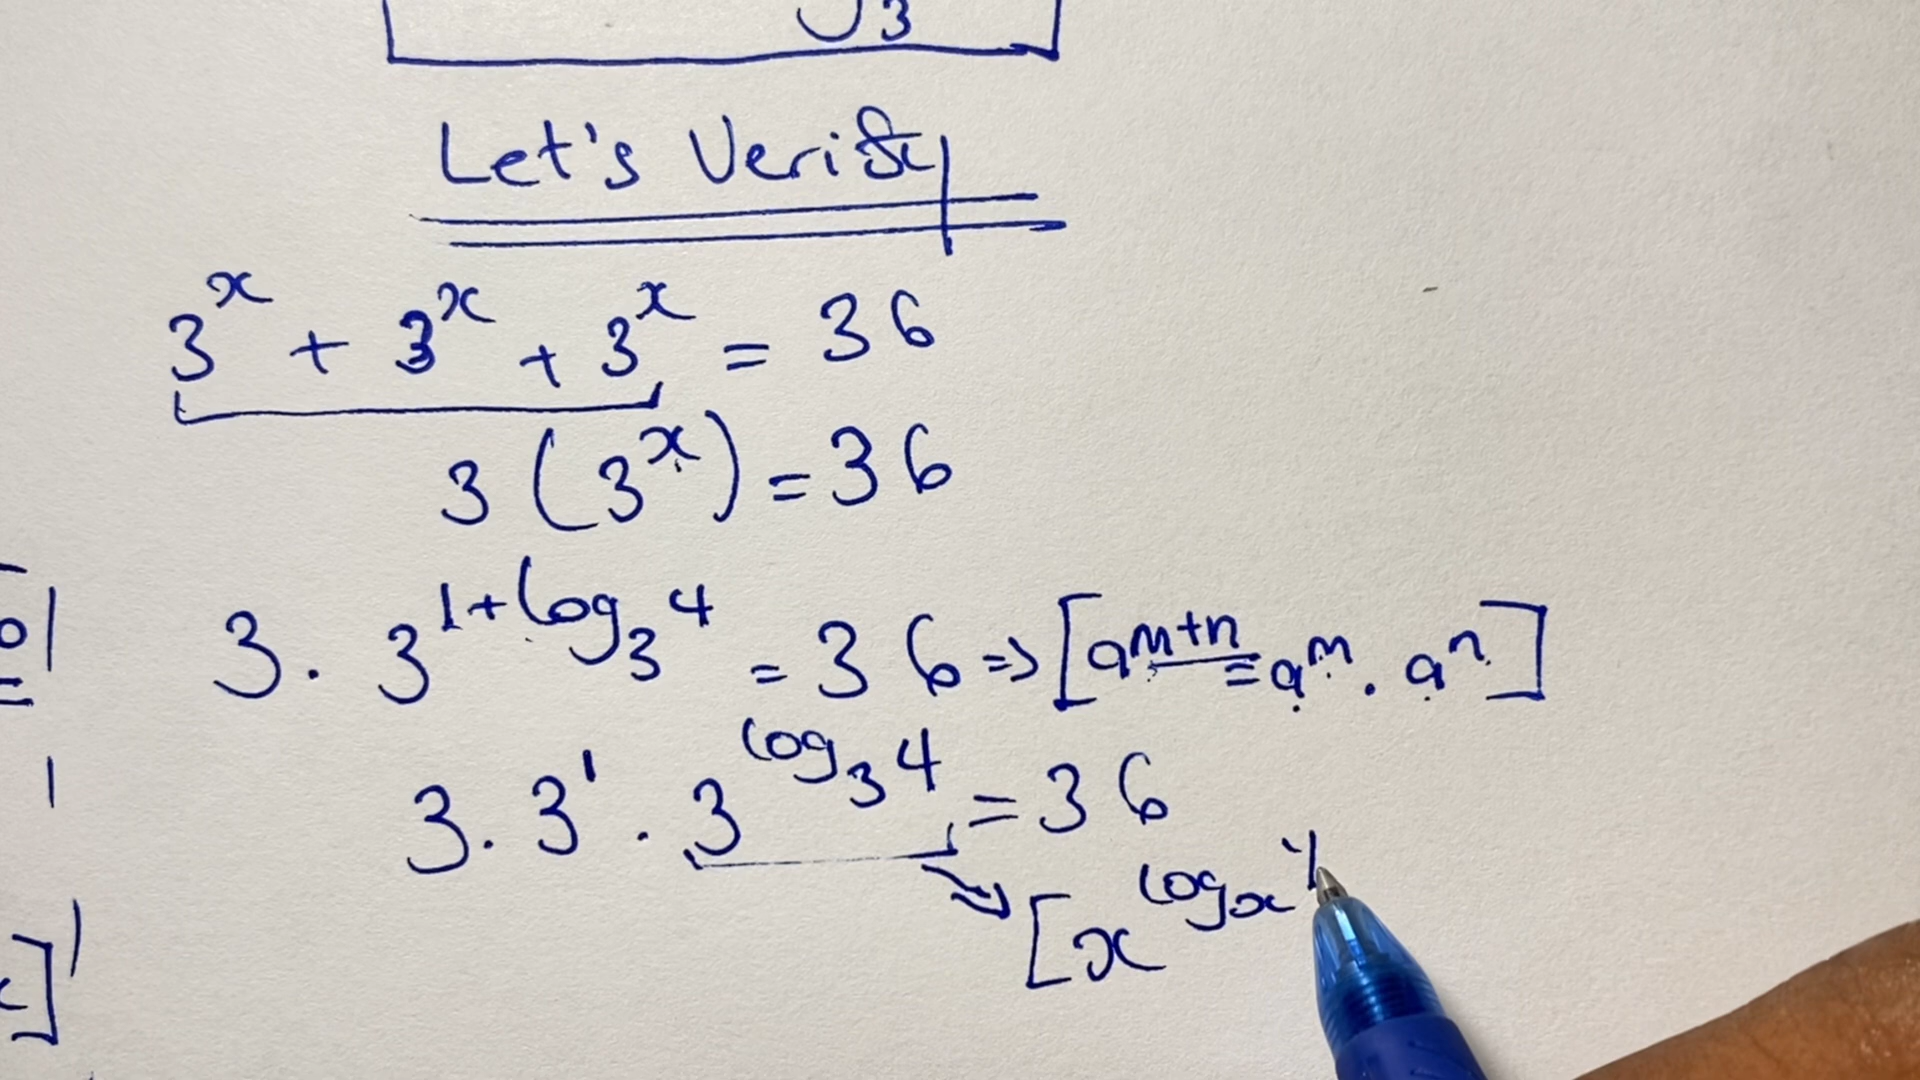 3
Let's Verify
3^x + 3^x + 3^x = 36
3 (3^x) = 36
3 . 3^{1+log_3 4} = 36 => [a^{m+n} = a^m . a^n]
3 . 3^1 . 3^{log_3 4} = 36
[x^{log_x y}